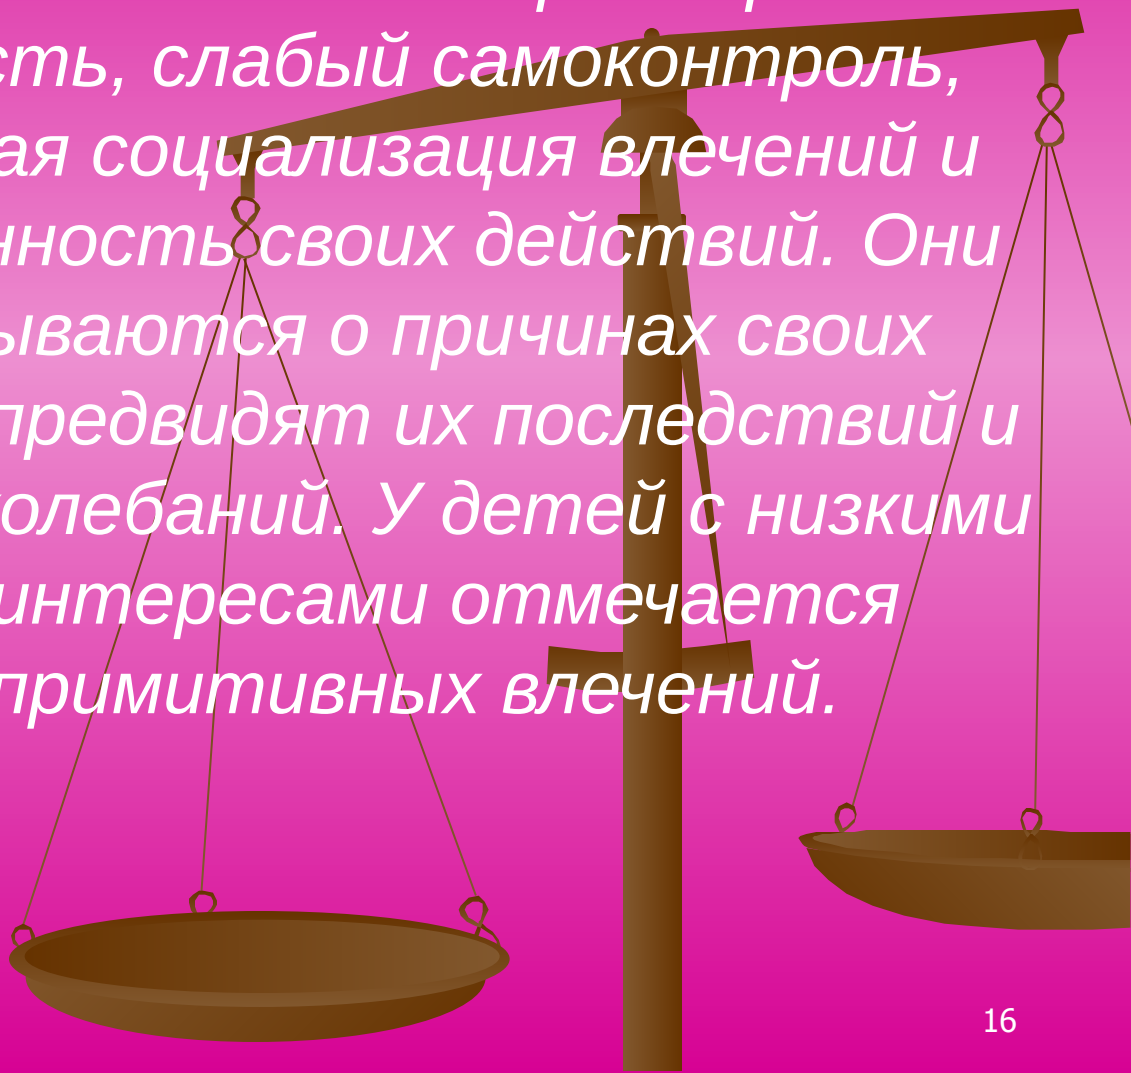 сть, слабый самоконтроль,
ая социализация влечений и
нность своих действий. Они
ываются о причинах своих
предвидят их последствий и
колебаний. У детей с низкими
интересами отмечается
примитивных влечений.
16